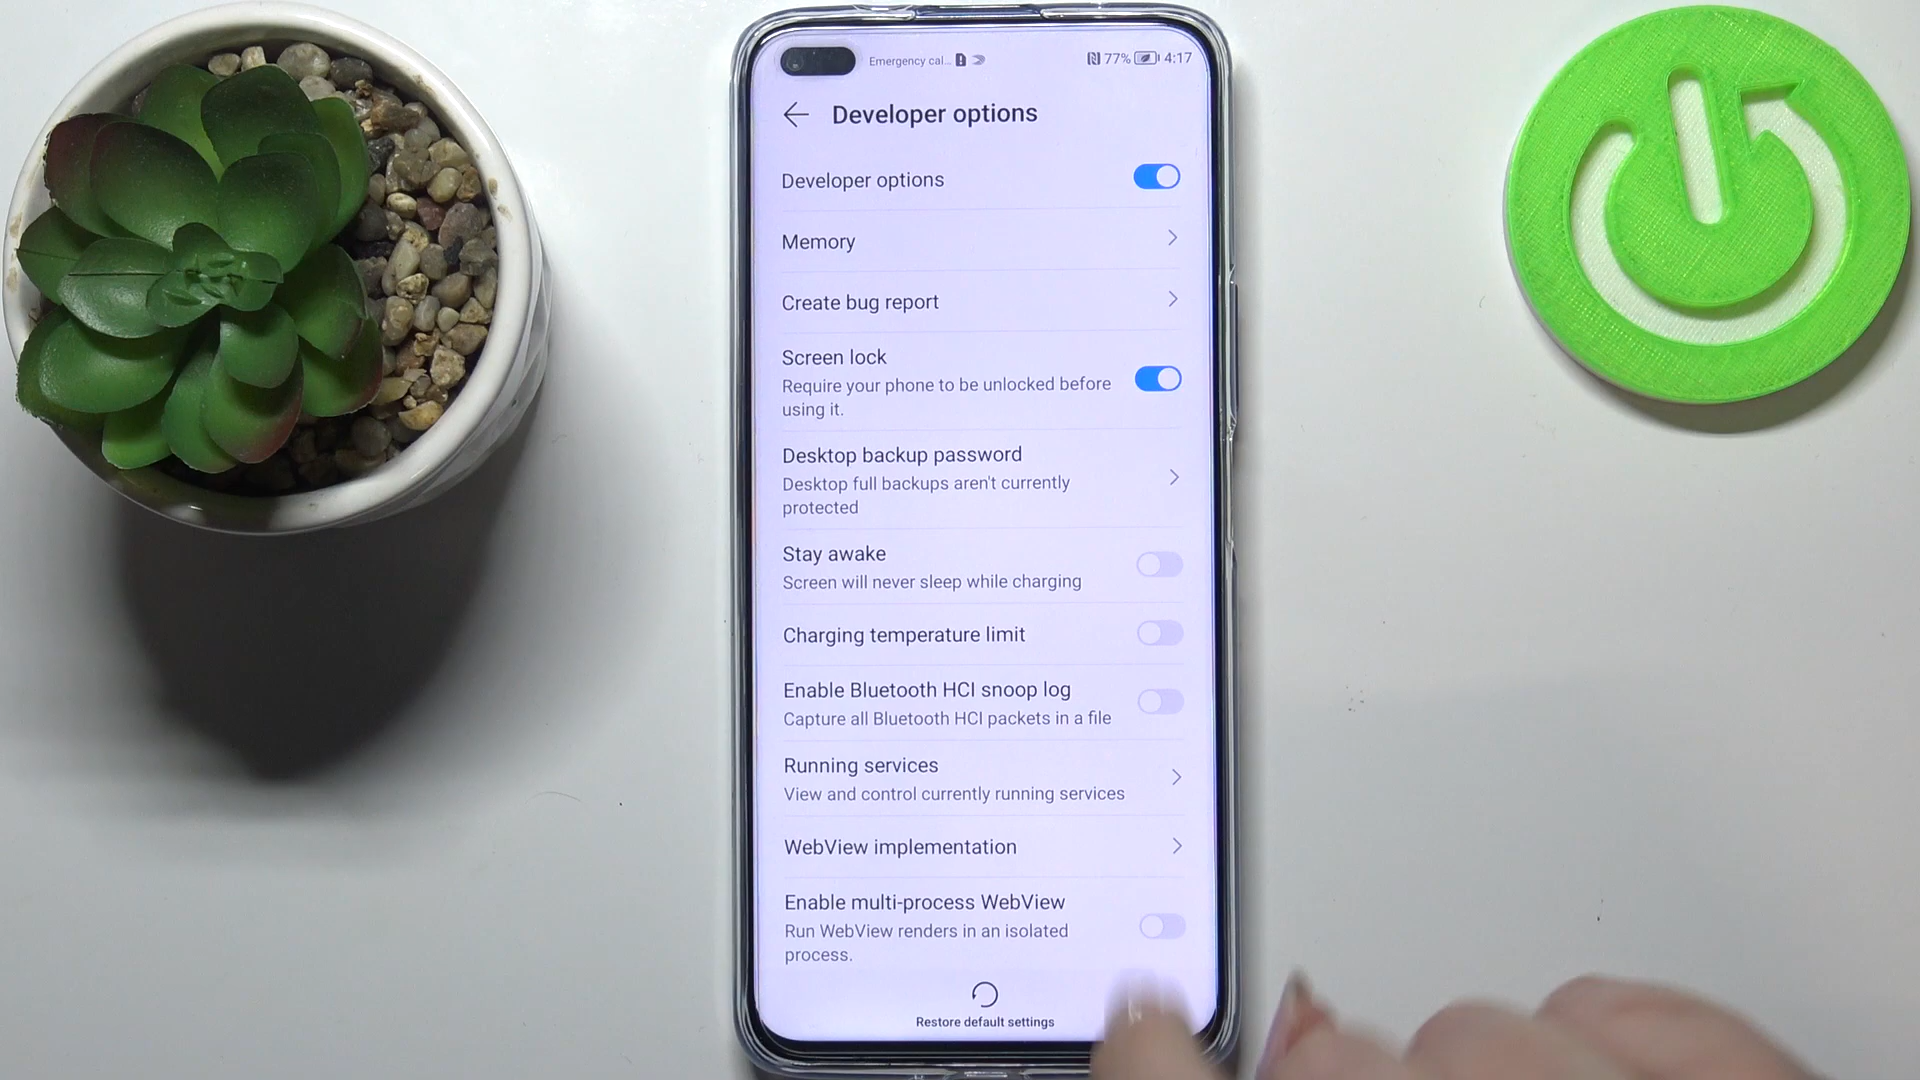 Emergency cal...
77% 4:17
Developer options
Developer options
Memory
Create bug report
Screen lock
Require your phone to be unlocked before
using it.
Desktop backup password
Desktop full backups aren't currently
protected
Stay awake
Screen will never sleep while charging
Charging temperature limit
Enable Bluetooth HCI snoop log
Capture all Bluetooth HCI packets in a file
Running services
View and control currently running services
WebView implementation
Enable multi-process WebView
Run WebView renders in an isolated
process.
Restore default settings